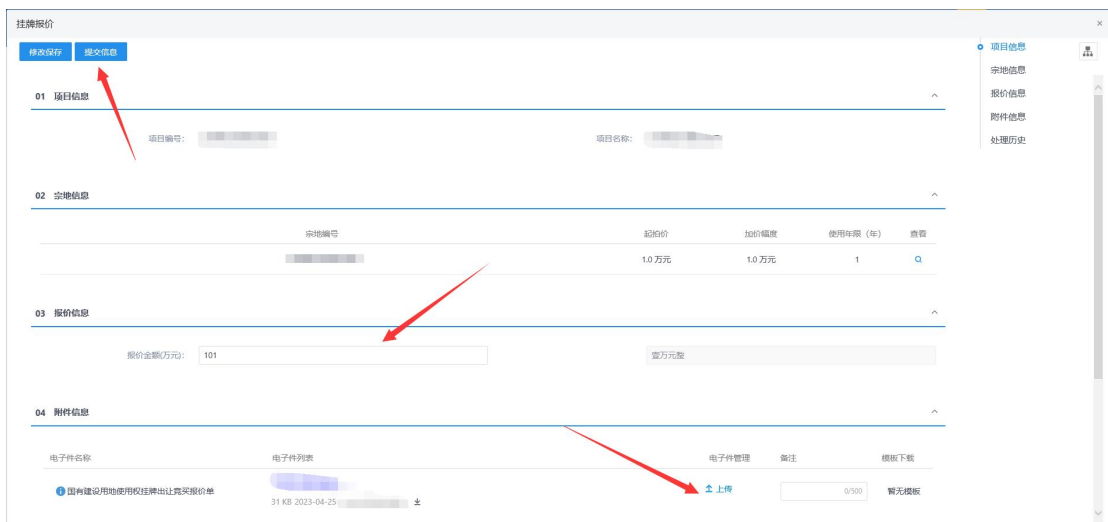 挂牌报价 ×
修改保存 提交信息
项目信息
宗地信息
报价信息
附件信息
处理历史
01 项目信息
项目编号: 项目名称:
02 宗地信息
宗地编号 起拍价 加价幅度 使用年限（年） 查看
1.0 万元 1.0 万元 1
03 报价信息
报价金额(万元): 101 壹万元整
04 附件信息
电子件名称 电子件列表 电子件管理 备注 模板下载
国有建设用地使用权挂牌出让竞买报价单 上传 0/500 暂无模板
31 KB 2023-04-25